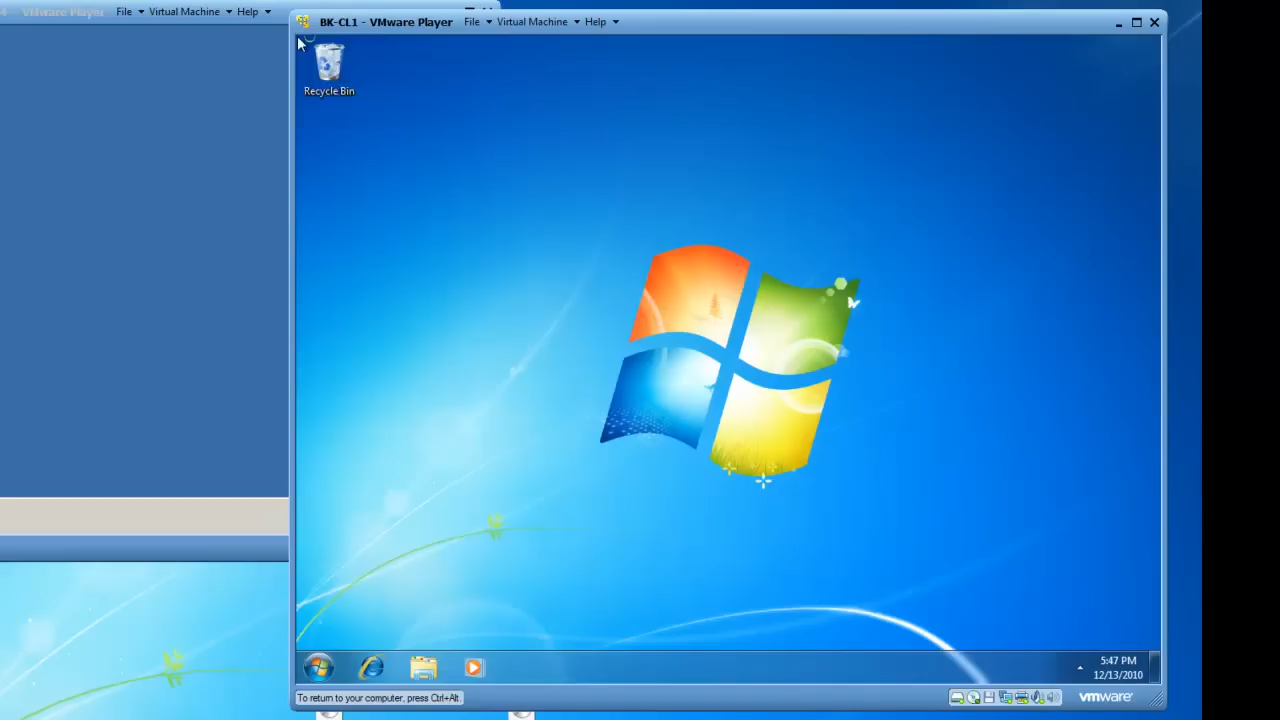 VMware Player File Virtual Machine Help
BK-CL1 - VMware Player File Virtual Machine Help
Recycle Bin
5:47 PM
12/13/2010
To return to your computer, press Ctrl+Alt.
vmware